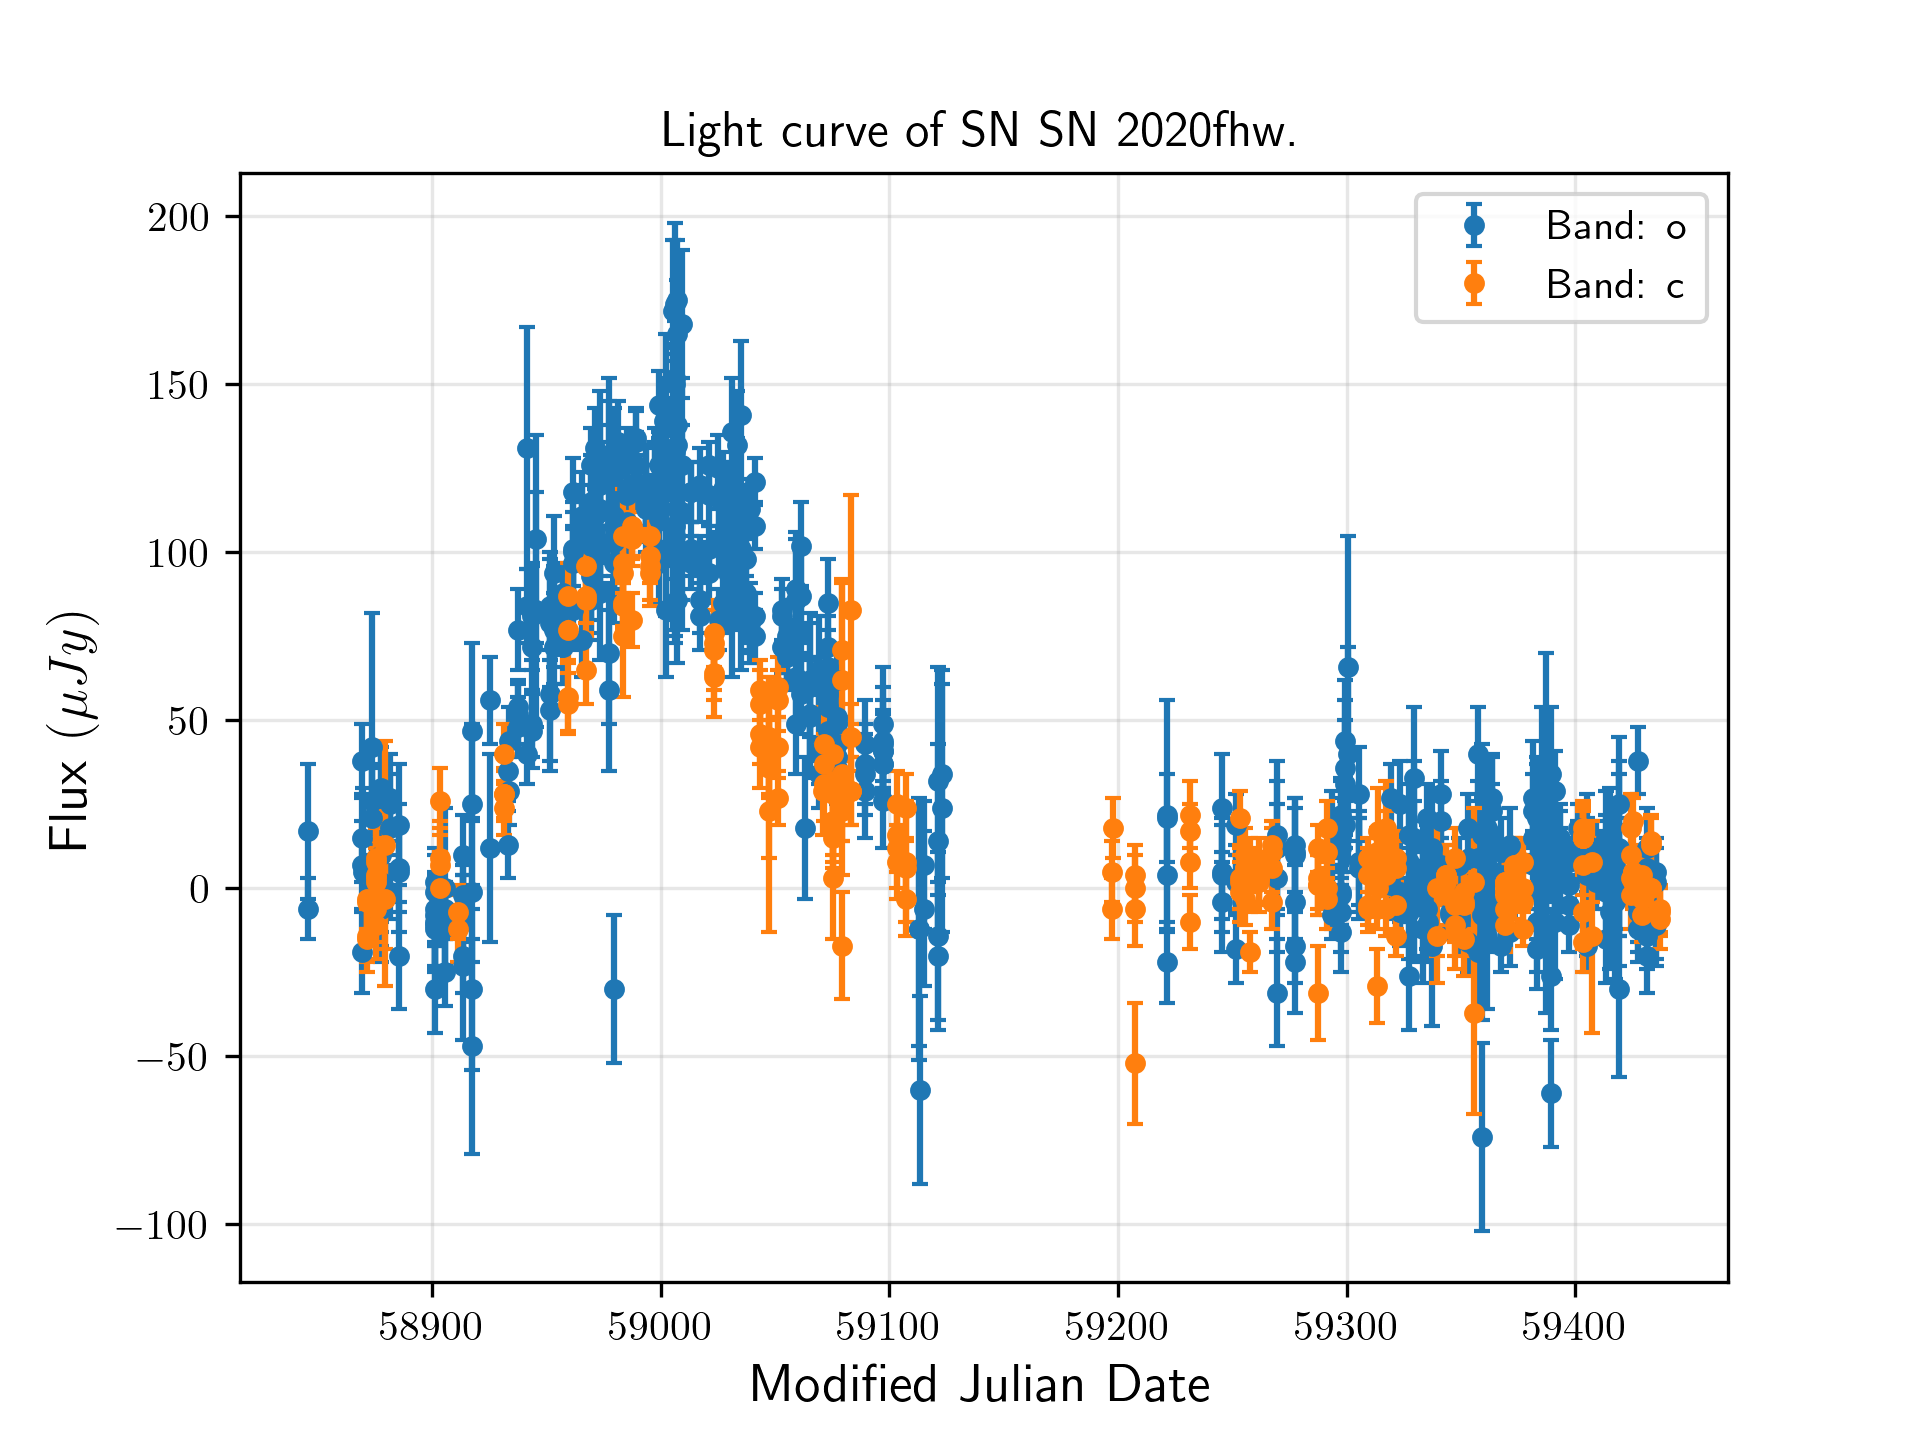 Light curve of SN SN 2020fhw.
Band: o
Band: c
200
150
100
50
0
−50
−100
Flux (μJy)
58900 59000 59100 59200 59300 59400
Modified Julian Date